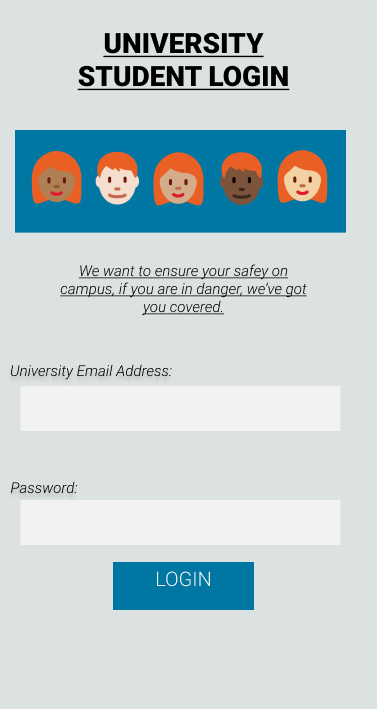 UNIVERSITY
STUDENT LOGIN
We want to ensure your safey on
campus, if you are in danger, we've got
you covered.
University Email Address:
Password:
LOGIN